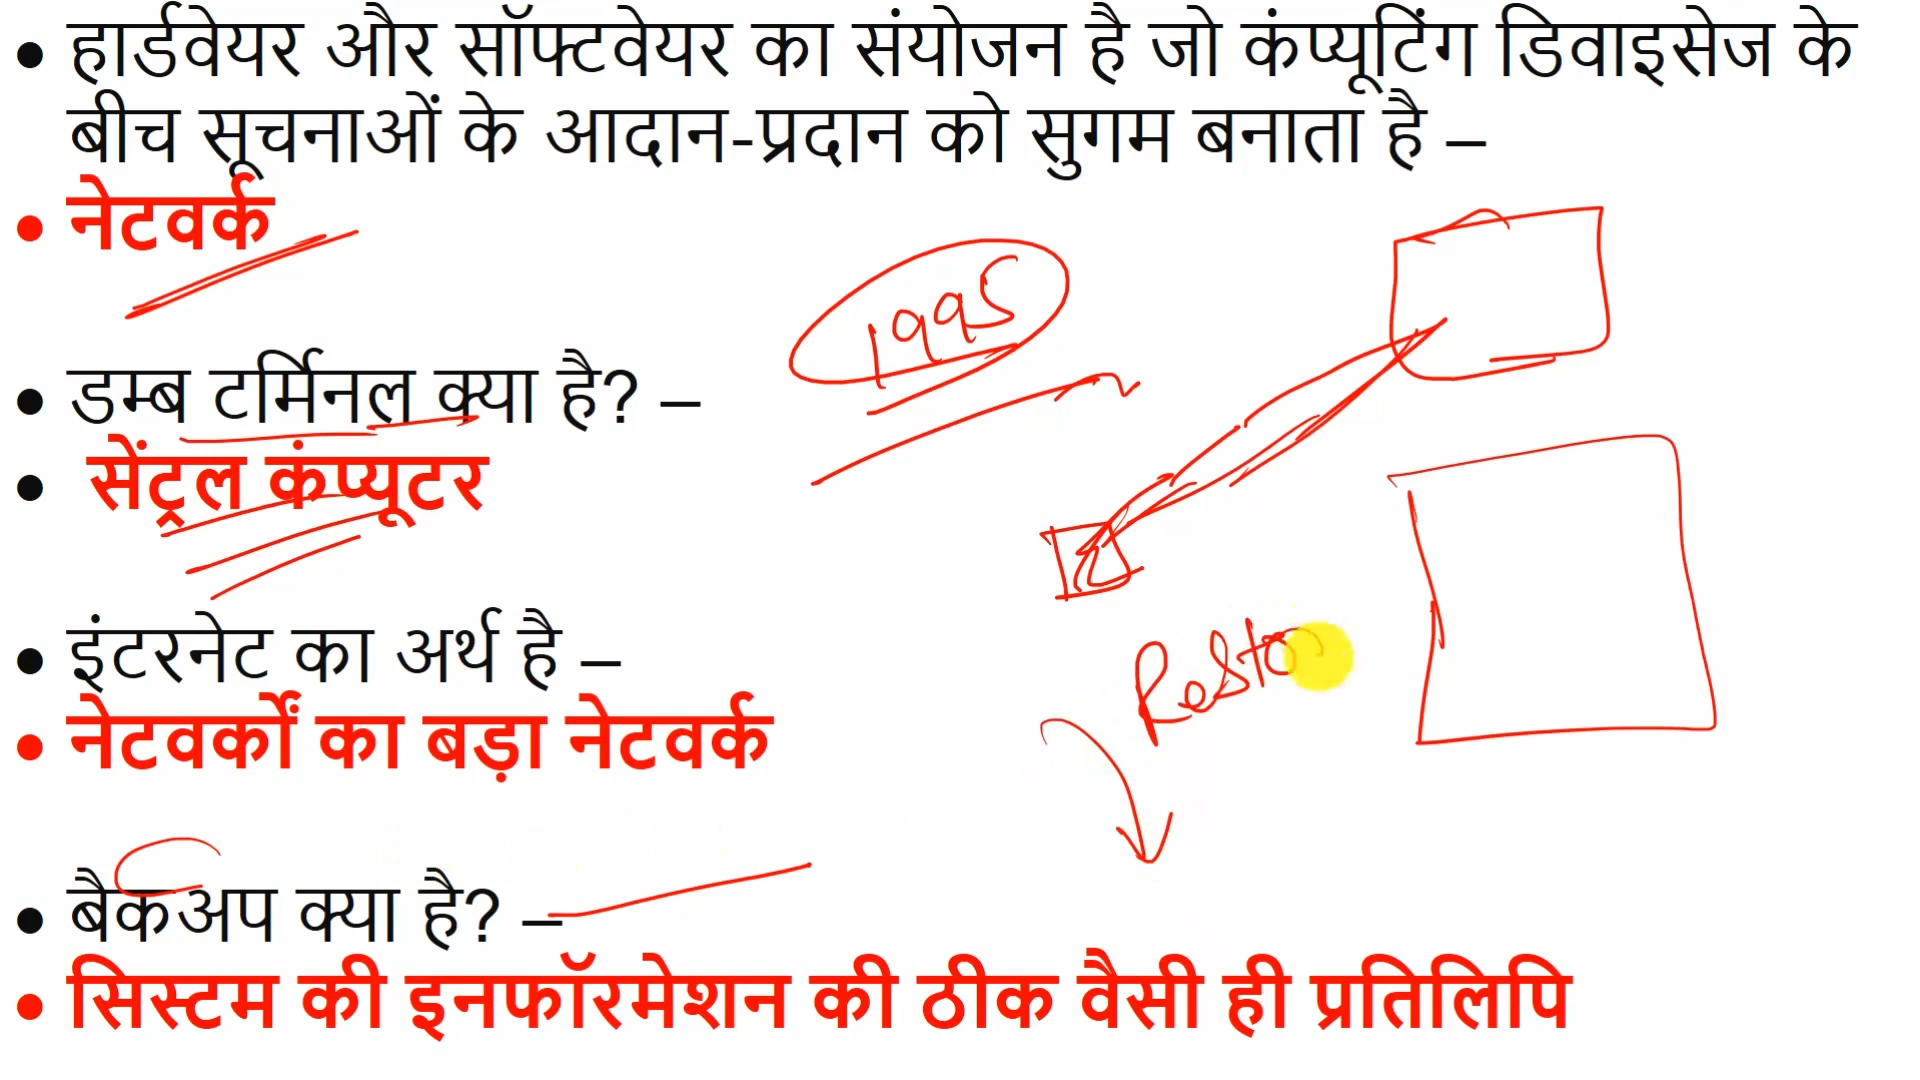 • हार्डवेयर और सॉफ्टवेयर का संयोजन है जो कंप्यूटिंग डिवाइसेज के
बीच सूचनाओं के आदान-प्रदान को सुगम बनाता है –
• नेटवर्क
1995
• डम्ब टर्मिनल क्या है? –
• सेंट्रल कंप्यूटर
• इंटरनेट का अर्थ है –
Resto
• नेटवर्कों का बड़ा नेटवर्क
• बैकअप क्या है? –
• सिस्टम की इनफॉरमेशन की ठीक वैसी ही प्रतिलिपि